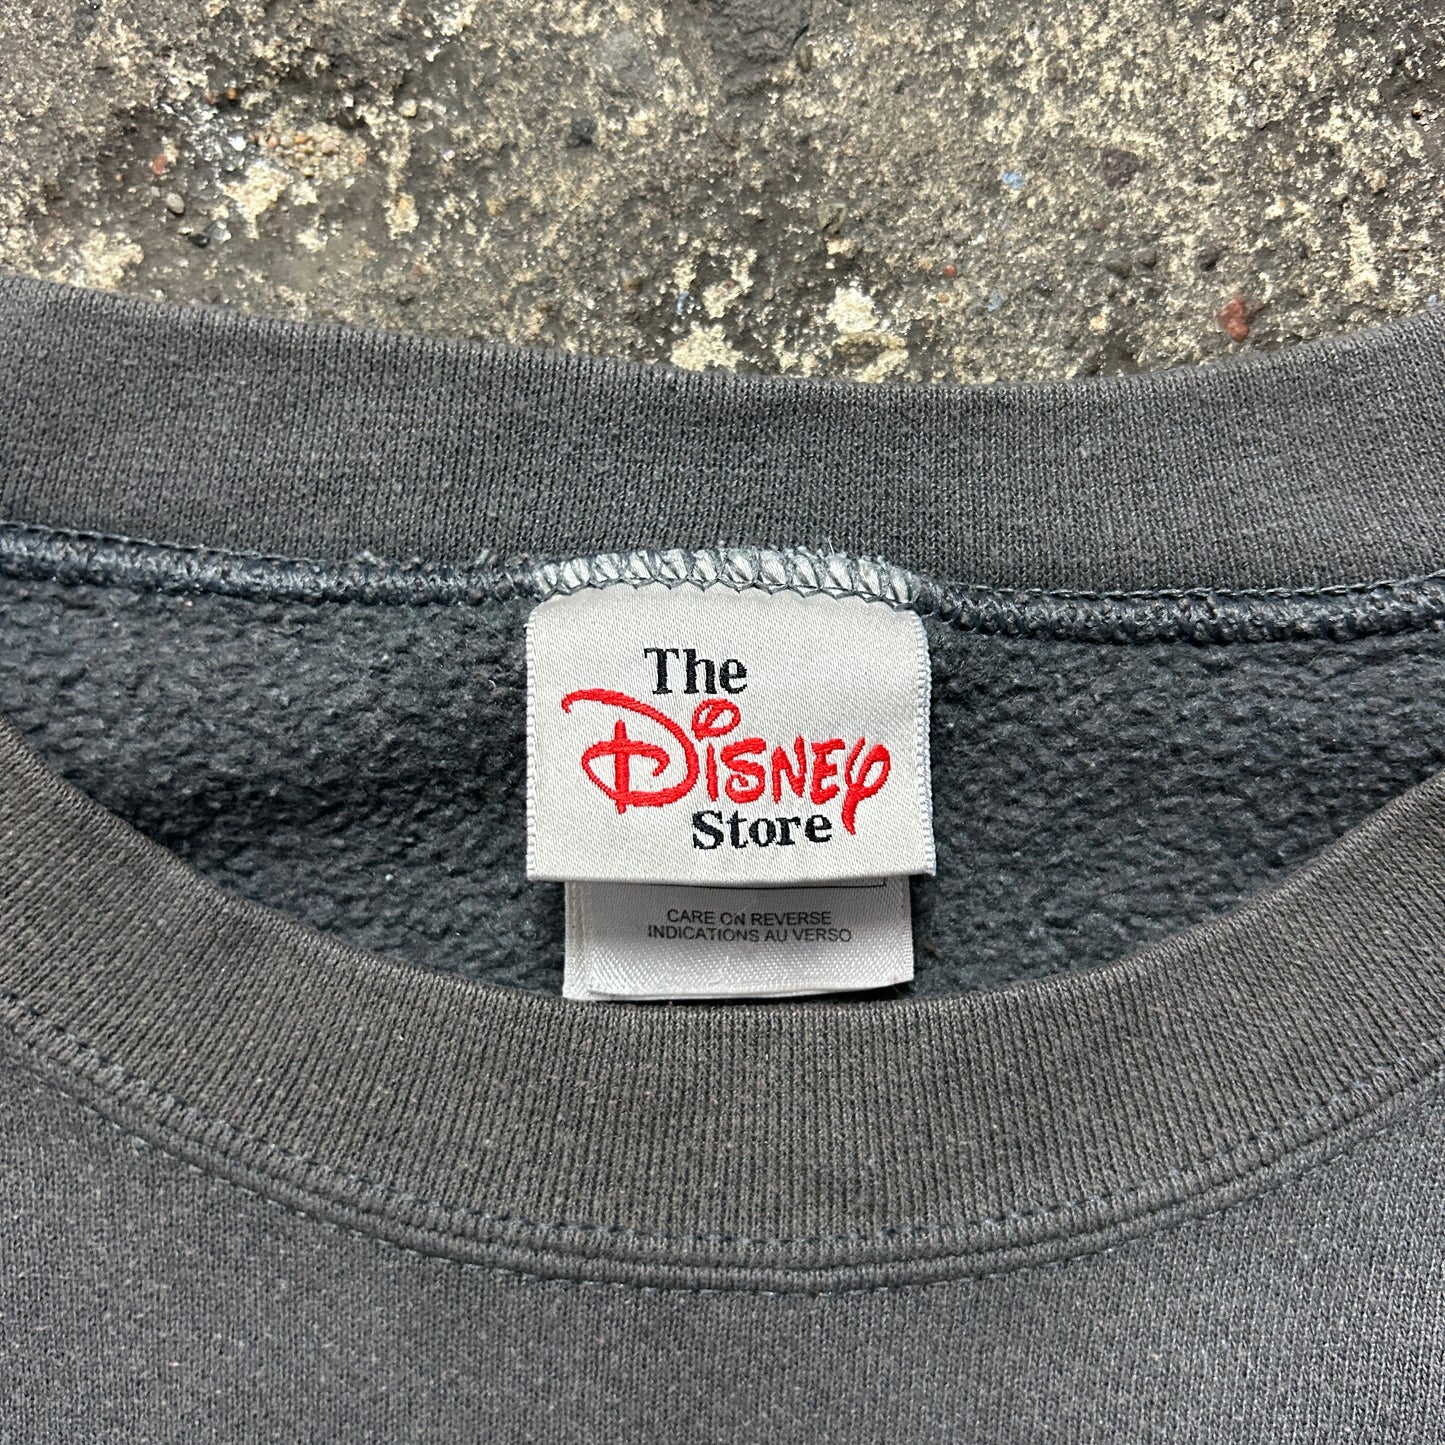 The
Disney
Store
CARE ON REVERSE
INDICATIONS AU VERSO